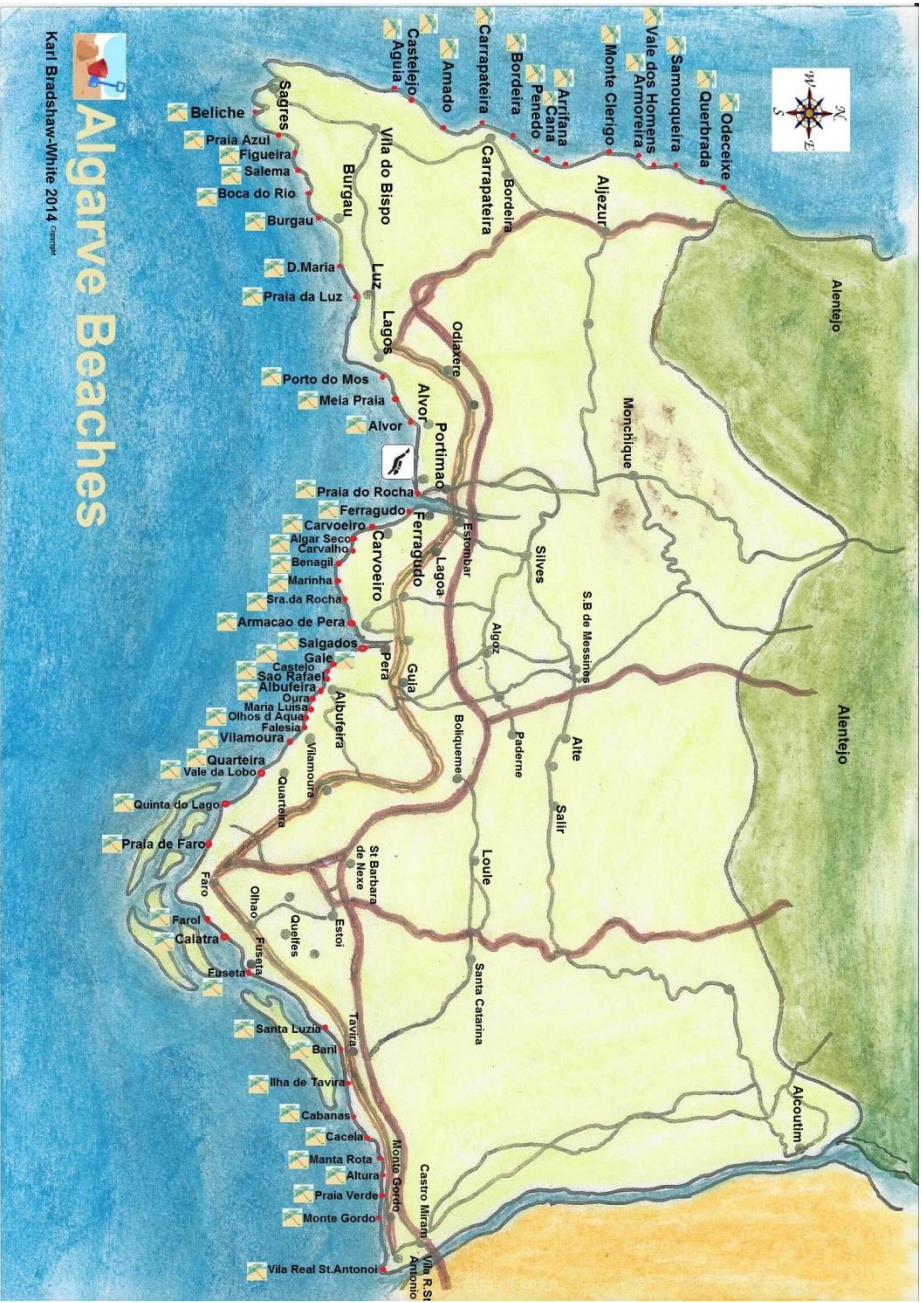 N
W
E
S
Odeceixe
Querbrada
Samouqueira
Vale dos Homens
Armoreira
Monte Clerigo
Arrifana
Cana
Penedo
Bordeira
Carrapateira
Amado
Castelejo
Aguia
Alentejo
Alentejo
Aljezur
Bordeira
Carrapateira
Vila do Bispo
Sagres
Burgau
Luz
Lagos
Odiaxere
Monchique
Alvor
Portimao
Estombar
Silves
Ferragudo
Lagoa
Carvoeiro
S.B de Messines
Algoz
Pera
Guia
Paderne
Alte
Albufeira
Boliqueme
Vilamoura
Quarteira
Salir
Loule
St Barbara
de Nexe
Faro
Olhao
Estoi
Quelfes
Fuseta
Santa Catarina
Tavira
Alcoutim
Monte Gordo
Castro Miram
Vila R.St
Antonio
Beliche
Praia Azul
Figueira
Salema
Boca do Rio
Burgau
D.Maria
Praia da Luz
Porto do Mos
Meia Praia
Alvor
Praia do Rocha
Ferragudo
Carvoeiro
Algar Seco
Carvalho
Benagil
Marinha
Sra.da Rocha
Armacao de Pera
Salgados
Gale
Castelo
Sao Rafael
Albufeira
Oura
Maria Luisa
Olhos d Aqua
Falesia
Vilamoura
Quarteira
Vale da Lobo
Quinta do Lago
Praia de Faro
Farol
Calatra
Fuseta
Santa Luzia
Baril
Ilha de Tavira
Cabanas
Cacela
Manta Rota
Altura
Praia Verde
Monte Gordo
Vila Real St.Antonoi
Algarve Beaches
Karl Bradshaw-White 2014 Copyright